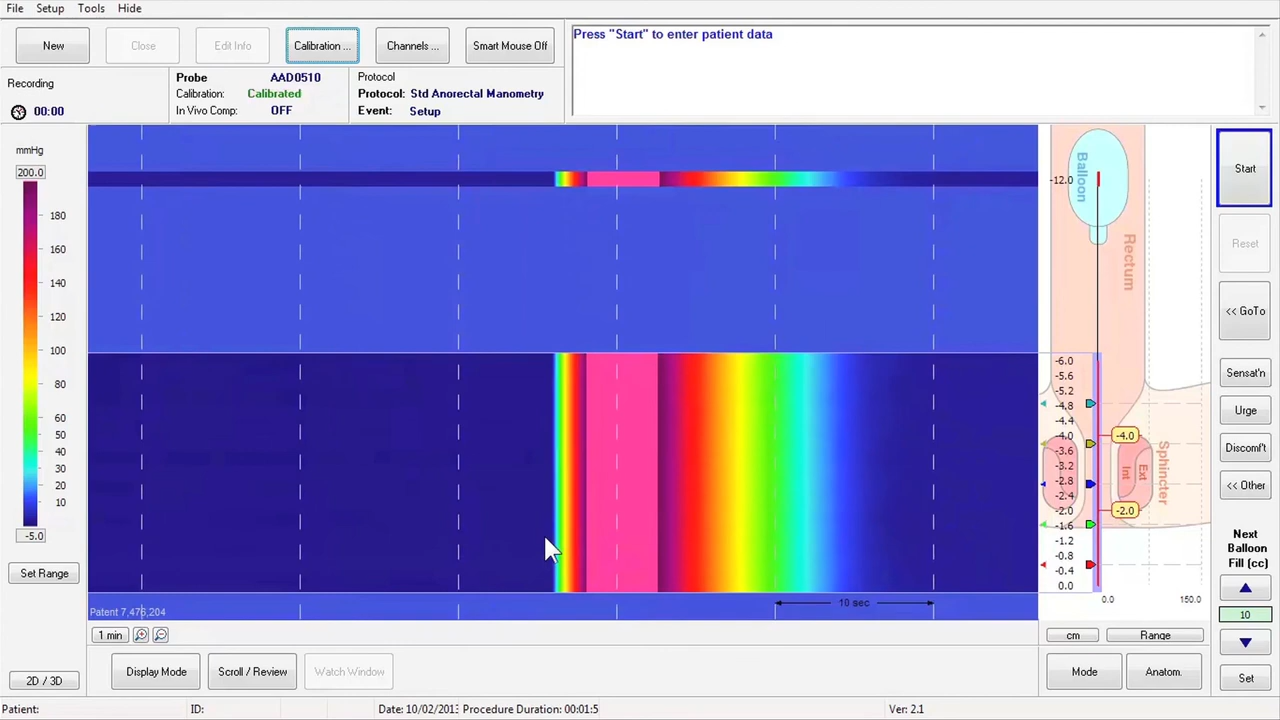 File Setup Tools Hide
New Close Edit Info Calibration ... Channels ... Smart Mouse Off
Press "Start" to enter patient data
Recording
00:00
Probe AAD0510
Calibration: Calibrated
In Vivo Comp: OFF
Protocol
Protocol: Std Anorectal Manometry
Event: Setup
mmHg
200.0
180
160
140
120
100
80
60
50
40
30
20
10
-5.0
Set Range
2D / 3D
Patent 7,476,204
10 sec
1 min
Display Mode Scroll / Review Watch Window
Balloon
-12.0
Rectum
-6.0
-5.6
-5.2
-4.8
-4.4
-4.0
-3.6
-3.2
-2.8
-2.4
-2.0
-1.6
-1.2
-0.8
-0.4
0.0
-4.0
-2.0
Int
Ext
Sphincter
0.0 150.0
cm Range
Mode Anatom.
Start
Reset
<< GoTo
Sensat'n
Urge
Discomf't
<< Other
Next
Balloon
Fill (cc)
10
Set
Patient: ID: Date: 10/02/2013 Procedure Duration: 00:01:5 Ver: 2.1